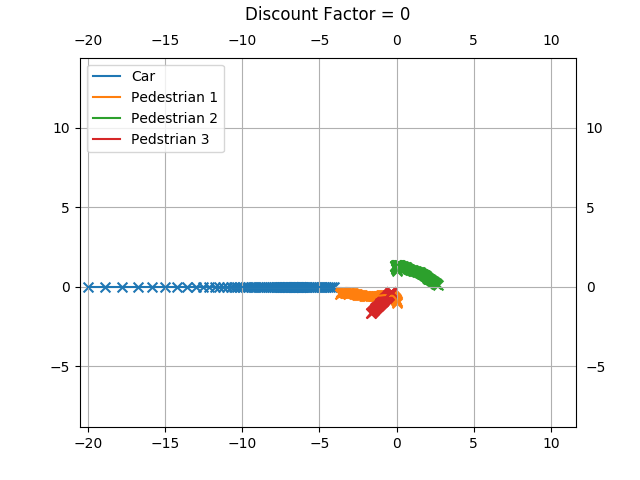 Discount Factor = 0
−20 −15 −10 −5 0 5 10
Car
Pedestrian 1
Pedestrian 2
Pedstrian 3
10 10
5 5
0 0
−5 −5
−20 −15 −10 −5 0 5 10